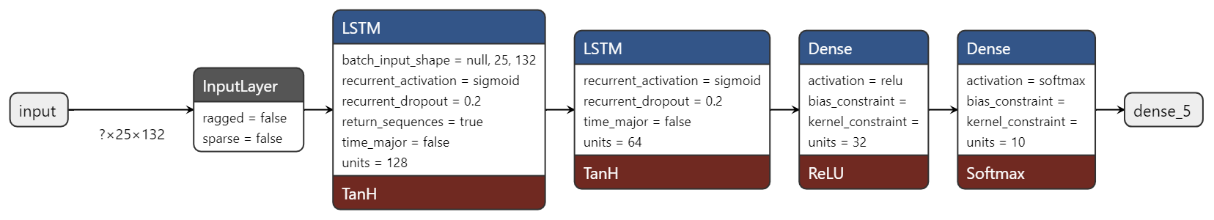 input
?×25×132
InputLayer
ragged = false
sparse = false
LSTM
batch_input_shape = null, 25, 132
recurrent_activation = sigmoid
recurrent_dropout = 0.2
return_sequences = true
time_major = false
units = 128
TanH
LSTM
recurrent_activation = sigmoid
recurrent_dropout = 0.2
time_major = false
units = 64
TanH
Dense
activation = relu
bias_constraint =
kernel_constraint =
units = 32
ReLU
Dense
activation = softmax
bias_constraint =
kernel_constraint =
units = 10
Softmax
dense_5